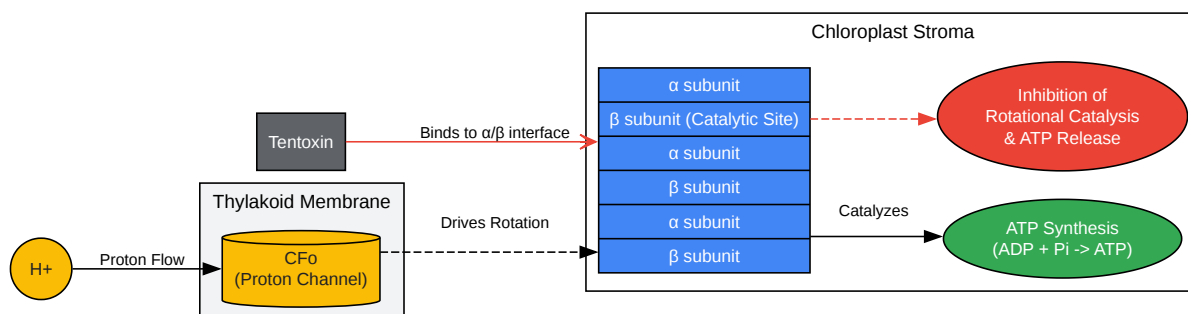 Chloroplast Stroma
α subunit
β subunit (Catalytic Site)
α subunit
β subunit
α subunit
β subunit
Inhibition of
Rotational Catalysis
& ATP Release
Tentoxin
Binds to α/β interface
Thylakoid Membrane
CFo
(Proton Channel)
H+
Proton Flow
Drives Rotation
Catalyzes
ATP Synthesis
(ADP + Pi -> ATP)